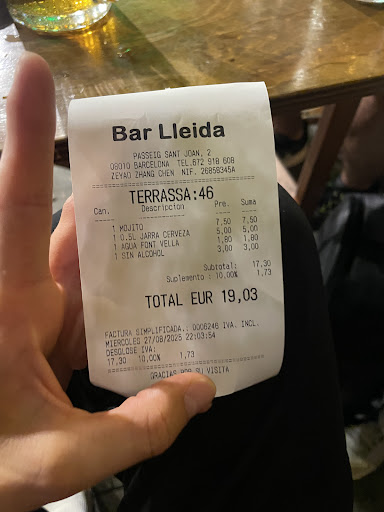 Bar Lleida
PASSEIG SANT JOAN, 2
08010 BARCELONA TEL.672 918 608
ZEYAO ZHANG CHEN NIF. 26859345A
TERRASSA:46
Can. Descripcion Pre. Suma
1 MOJITO 7,50 7,50
1 0.5L JARRA CERVEZA 5,00 5,00
1 AGUA FONT VELLA 1,80 1,80
1 SIN ALCOHOL 3,00 3,00
Subtotal: 17,30
Suplemento : 10,00% 1,73
TOTAL EUR 19,03
FACTURA SIMPLIFICADA.: 0006246 IVA. INCL.
MIERCOLES 27/08/2025 22:03:54
DESGLOSE IVA:
17,30 10,00% 1,73
GRACIAS POR SU VISITA